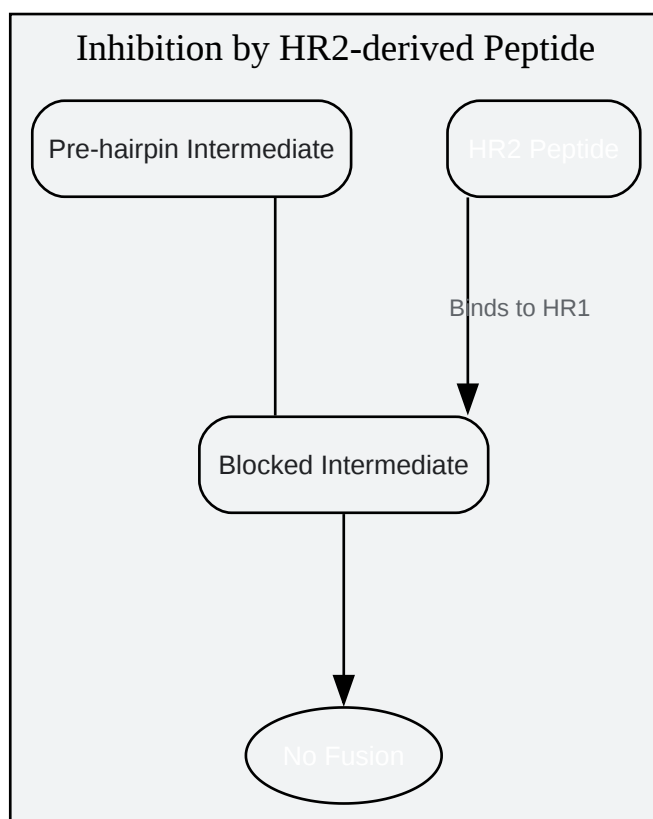 Inhibition by HR2-derived Peptide
Pre-hairpin Intermediate
HR2 Peptide
Binds to HR1
Blocked Intermediate
No Fusion